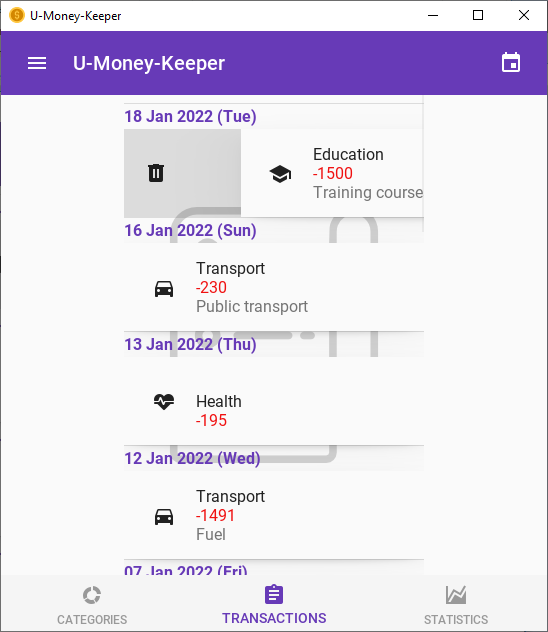 U-Money-Keeper
U-Money-Keeper
18 Jan 2022 (Tue)
Education
-1500
Training course
16 Jan 2022 (Sun)
Transport
-230
Public transport
13 Jan 2022 (Thu)
Health
-195
12 Jan 2022 (Wed)
Transport
-1491
Fuel
07 Jan 2022 (Fri)
CATEGORIES
TRANSACTIONS
STATISTICS